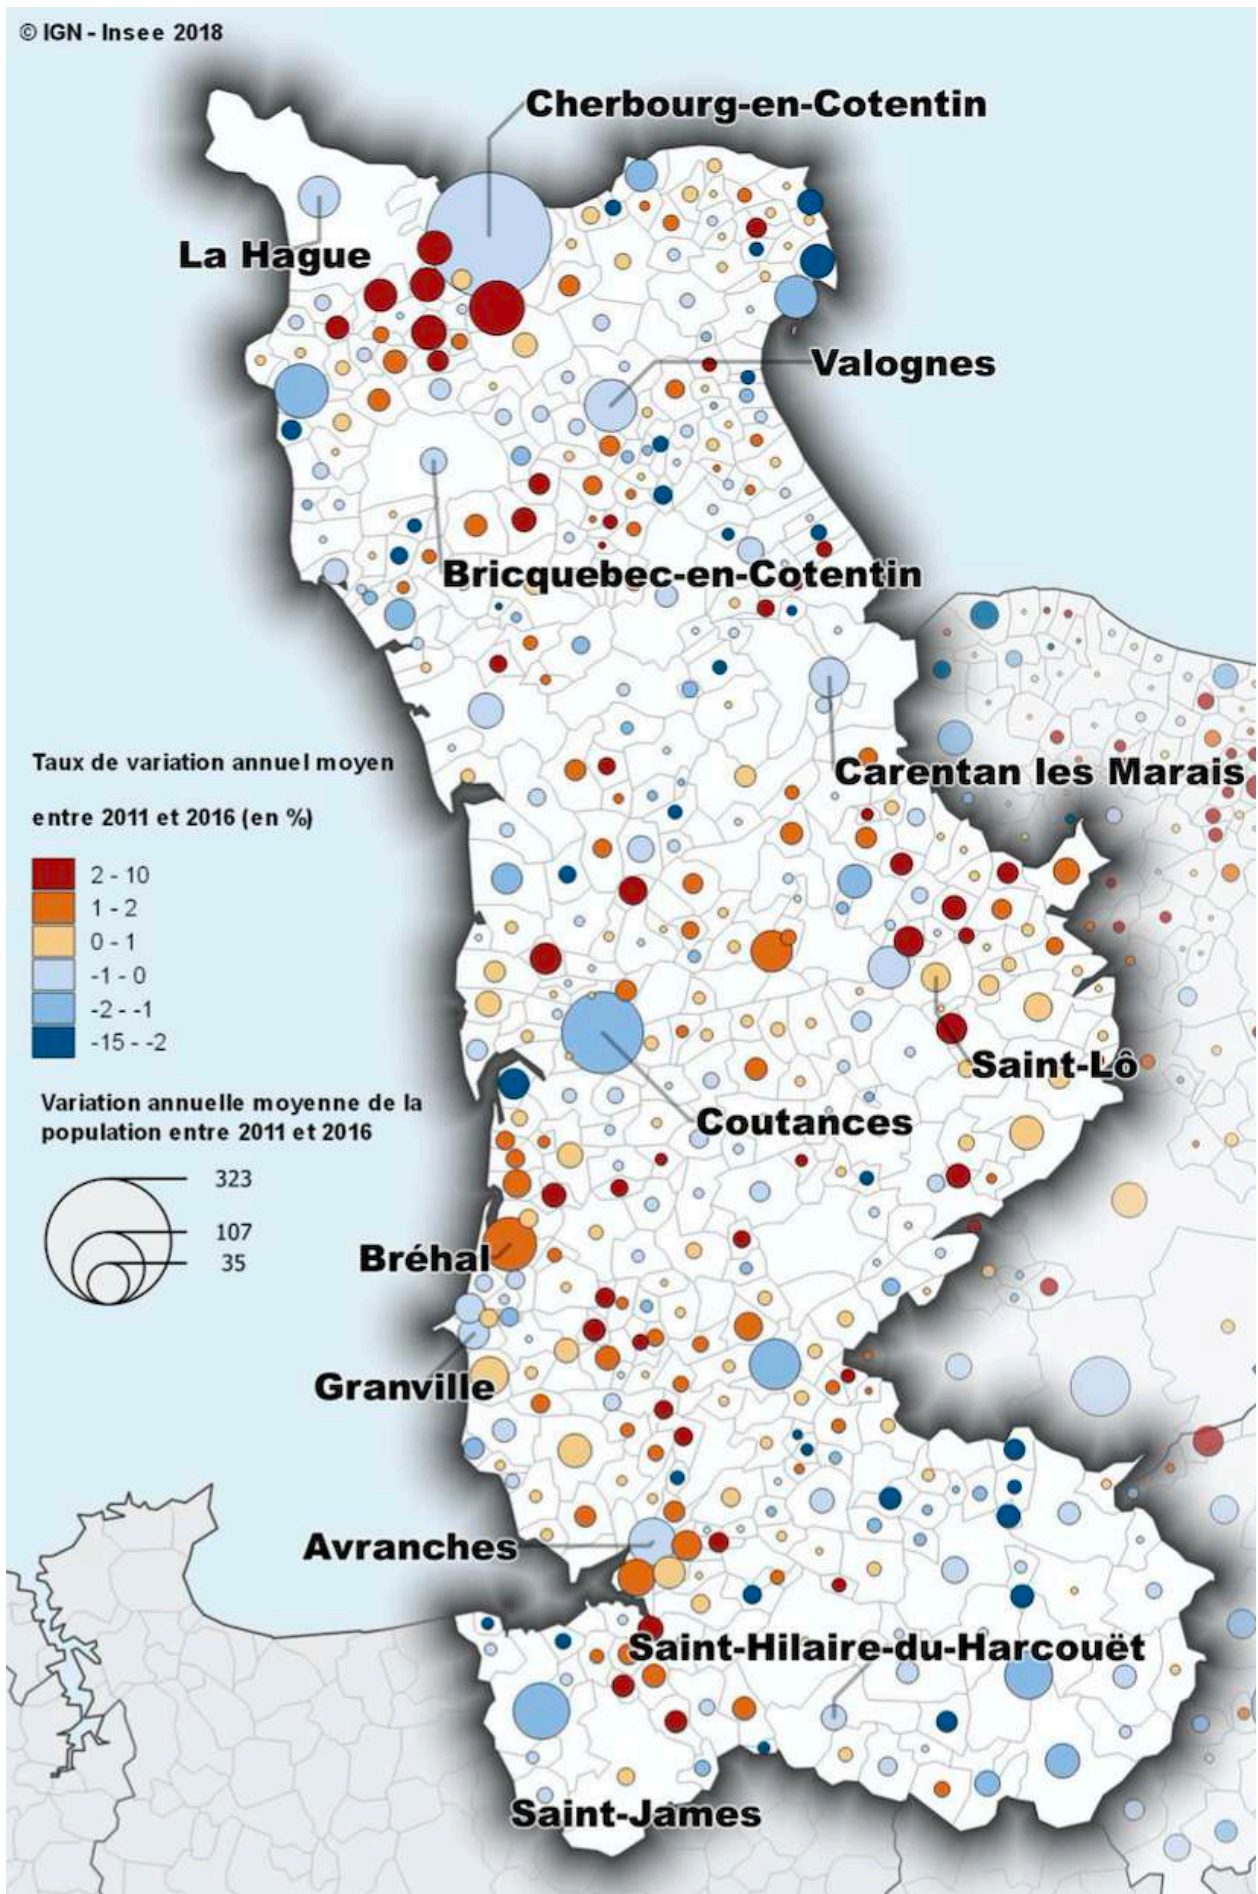 © IGN - Insee 2018
Cherbourg-en-Cotentin
La Hague
Valognes
Bricquebec-en-Cotentin
Taux de variation annuel moyen
entre 2011 et 2016 (en %)
2 - 10
1 - 2
0 - 1
-1 - 0
-2 - -1
-15 - -2
Carentan les Marais
Saint-Lô
Variation annuelle moyenne de la
population entre 2011 et 2016
323
107
35
Coutances
Bréhal
Granville
Avranches
Saint-Hilaire-du-Harcouët
Saint-James